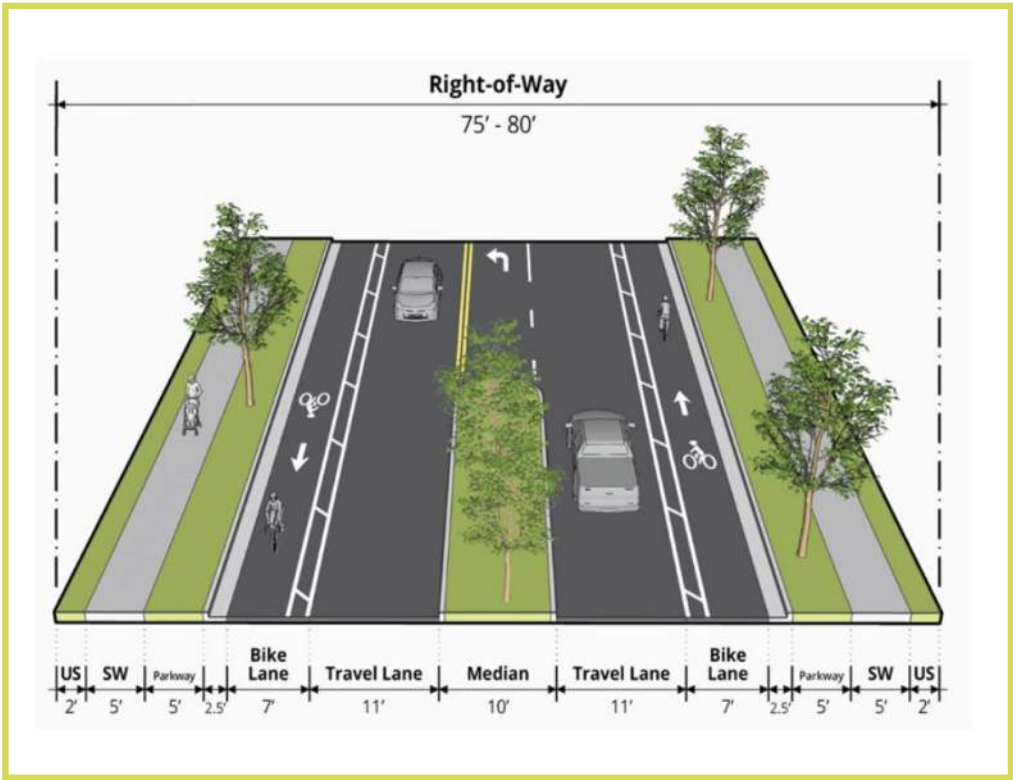 Right-of-Way
75' - 80'
US SW Parkway Bike Lane Travel Lane Median Travel Lane Bike Lane Parkway SW US
2' 5' 5' 2.5' 7' 11' 10' 11' 7' 2.5' 5' 5' 2'